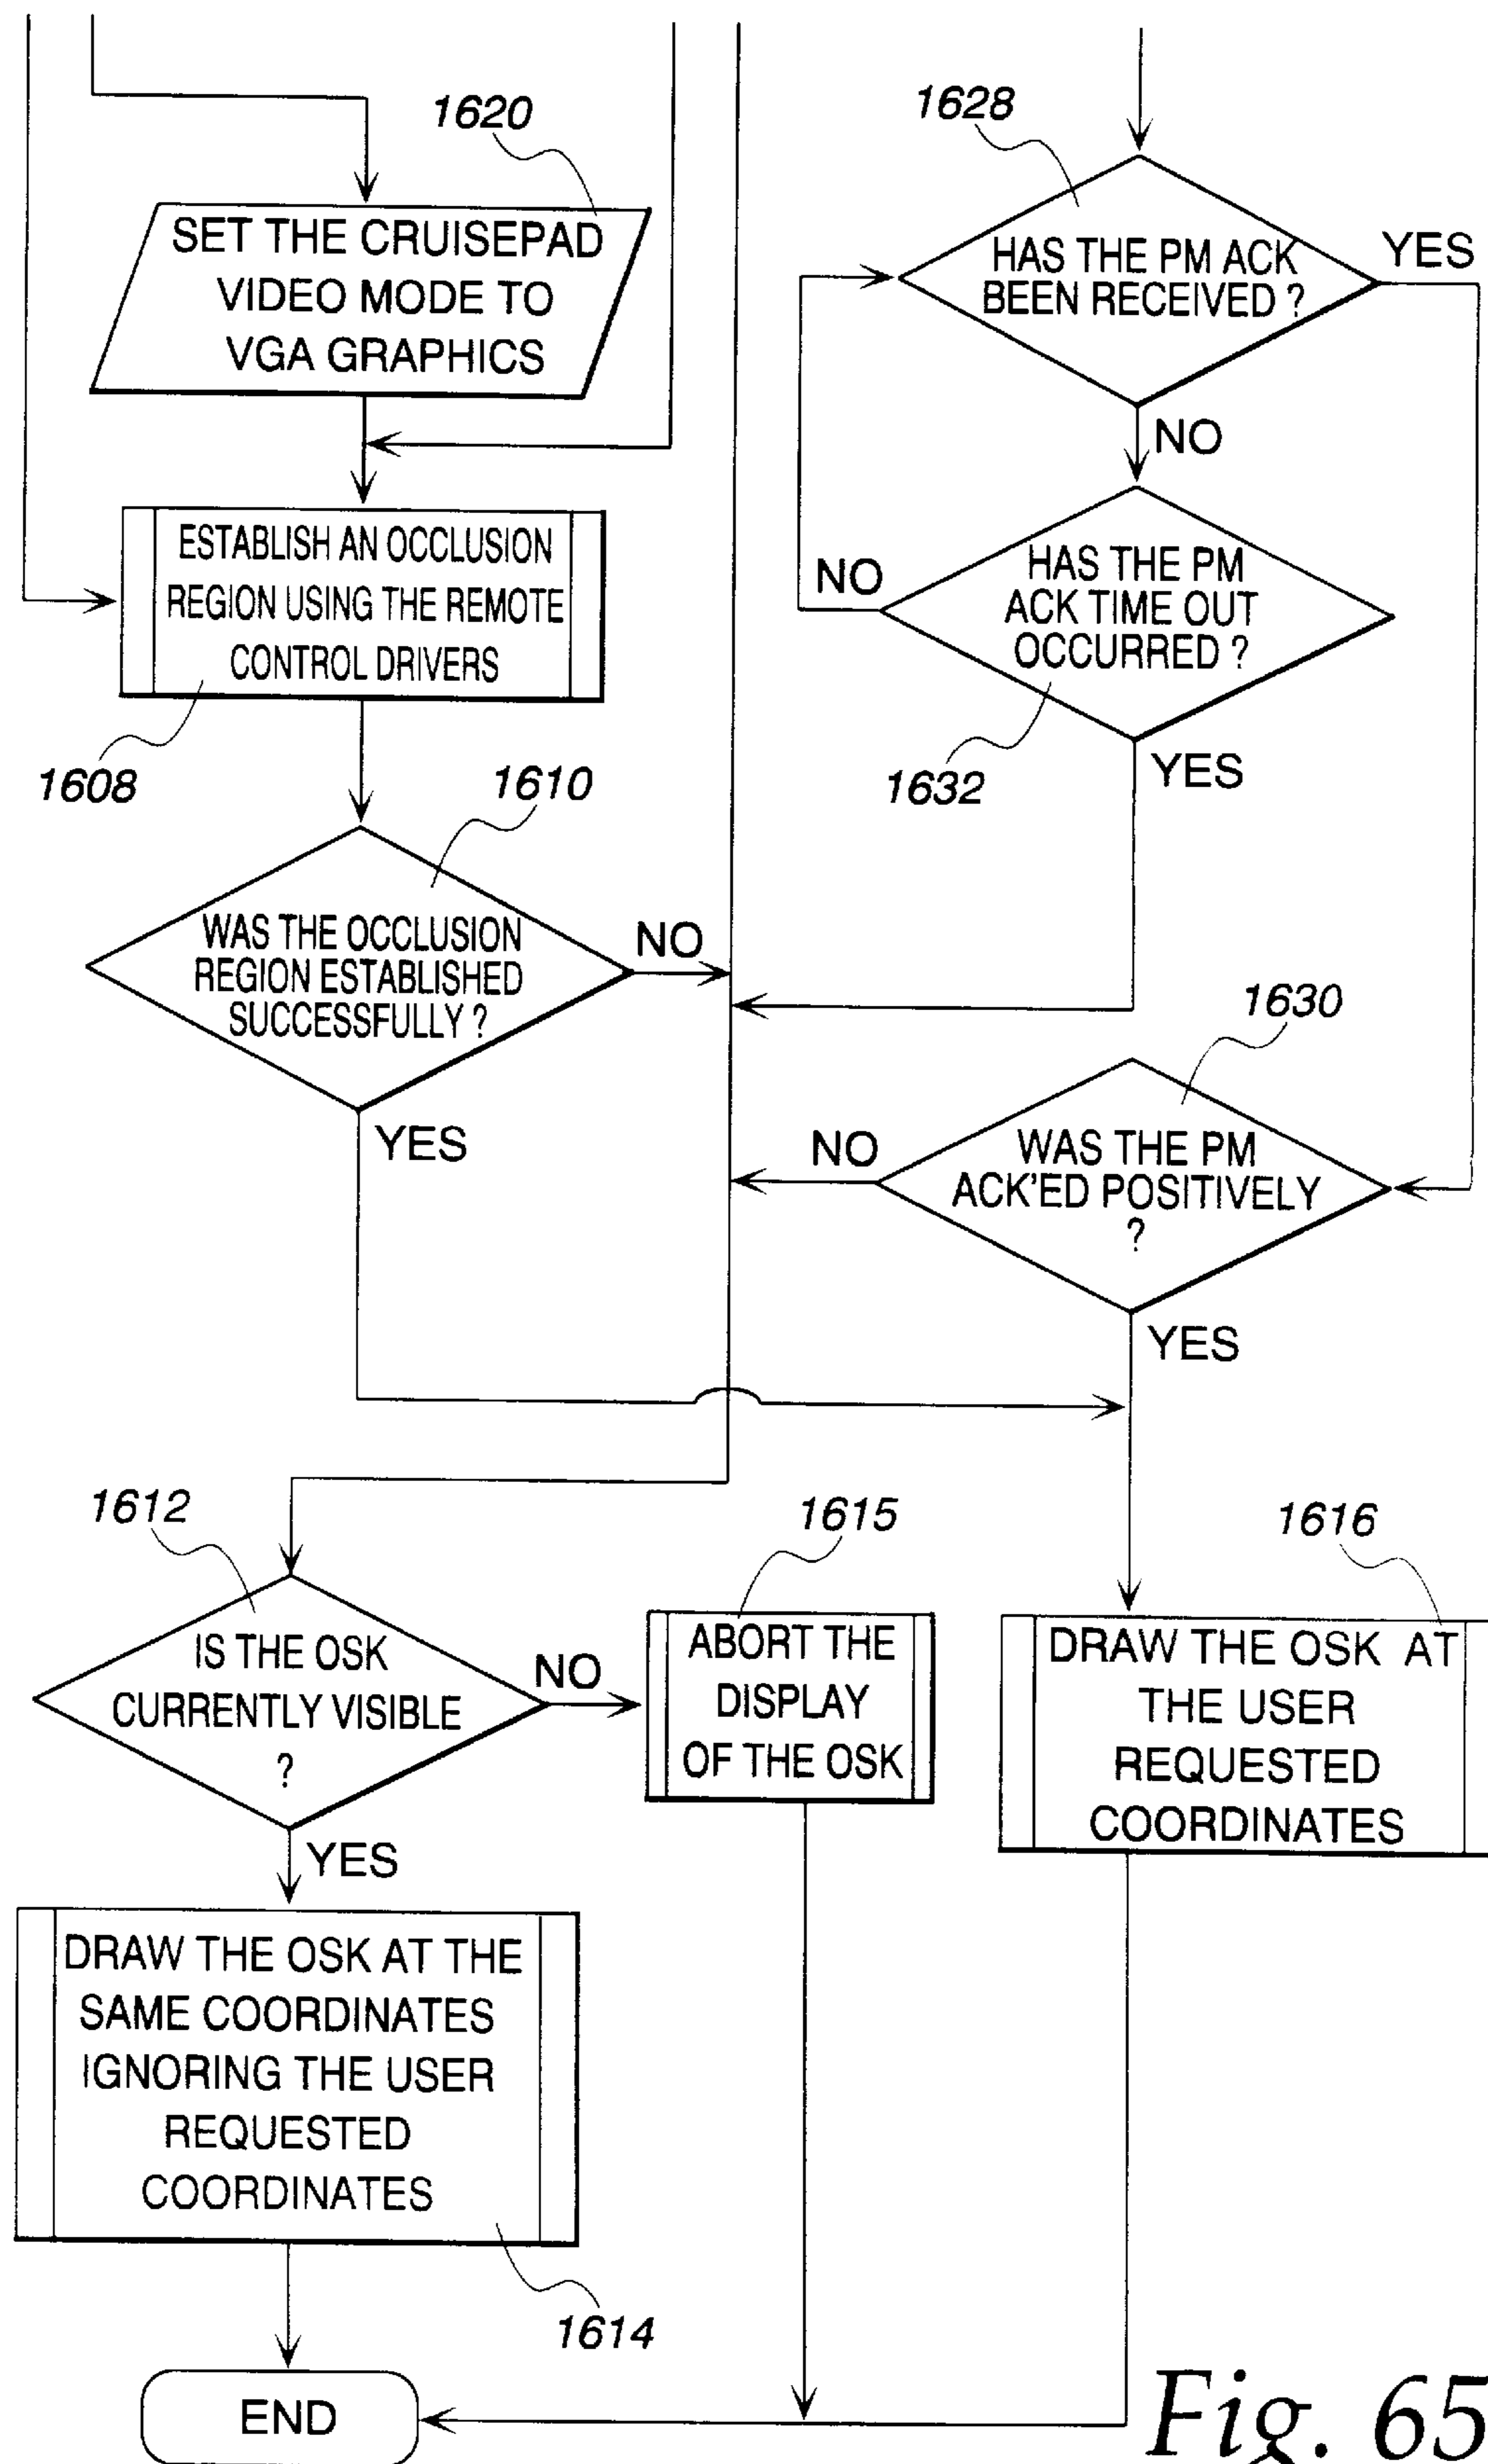 1620
SET THE CRUISEPAD
VIDEO MODE TO
VGA GRAPHICS
1628
HAS THE PM ACK
BEEN RECEIVED ?
YES
NO
ESTABLISH AN OCCLUSION
REGION USING THE REMOTE
CONTROL DRIVERS
1608
HAS THE PM
ACK TIME OUT
OCCURRED ?
NO
1632
YES
1610
WAS THE OCCLUSION
REGION ESTABLISHED
SUCCESSFULLY ?
NO
YES
1630
WAS THE PM
ACK'ED POSITIVELY
?
NO
YES
1612
IS THE OSK
CURRENTLY VISIBLE
?
NO
YES
1615
ABORT THE
DISPLAY
OF THE OSK
1616
DRAW THE OSK AT
THE USER
REQUESTED
COORDINATES
DRAW THE OSK AT THE
SAME COORDINATES
IGNORING THE USER
REQUESTED
COORDINATES
1614
END
Fig. 65